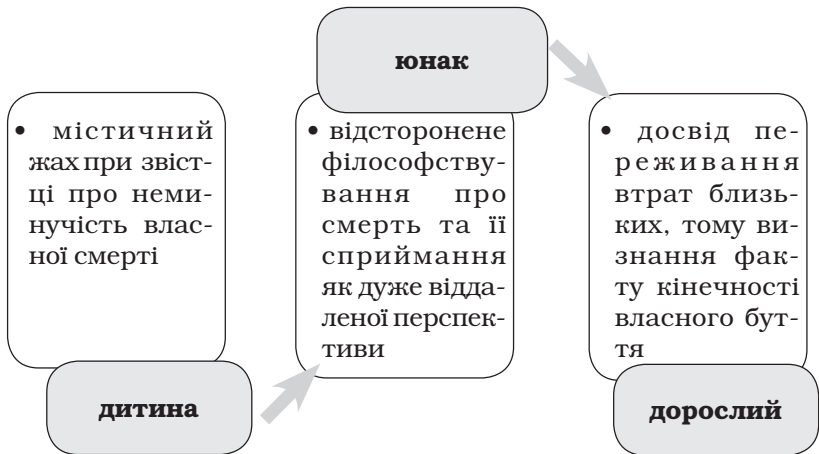 юнак
• містичний
жах при звіст-
ці про неми-
нучість влас-
ної смерті
дитина
• відсторонене
філософству-
вання про
смерть та її
сприймання
як дуже відда-
леної перспек-
тиви
• досвід пе-
реживання
втрат близь-
ких, тому ви-
знання фак-
ту кінечності
власного бут-
тя
дорослий